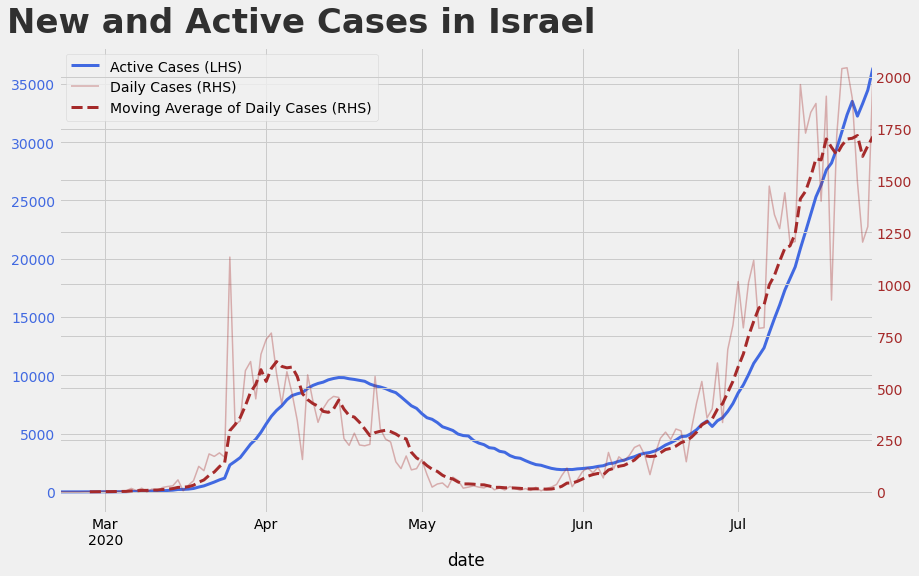 New and Active Cases in Israel
Active Cases (LHS)
Daily Cases (RHS)
Moving Average of Daily Cases (RHS)
35000
30000
25000
20000
15000
10000
5000
0
2000
1750
1500
1250
1000
750
500
250
0
Mar
2020
Apr
May
Jun
Jul
date